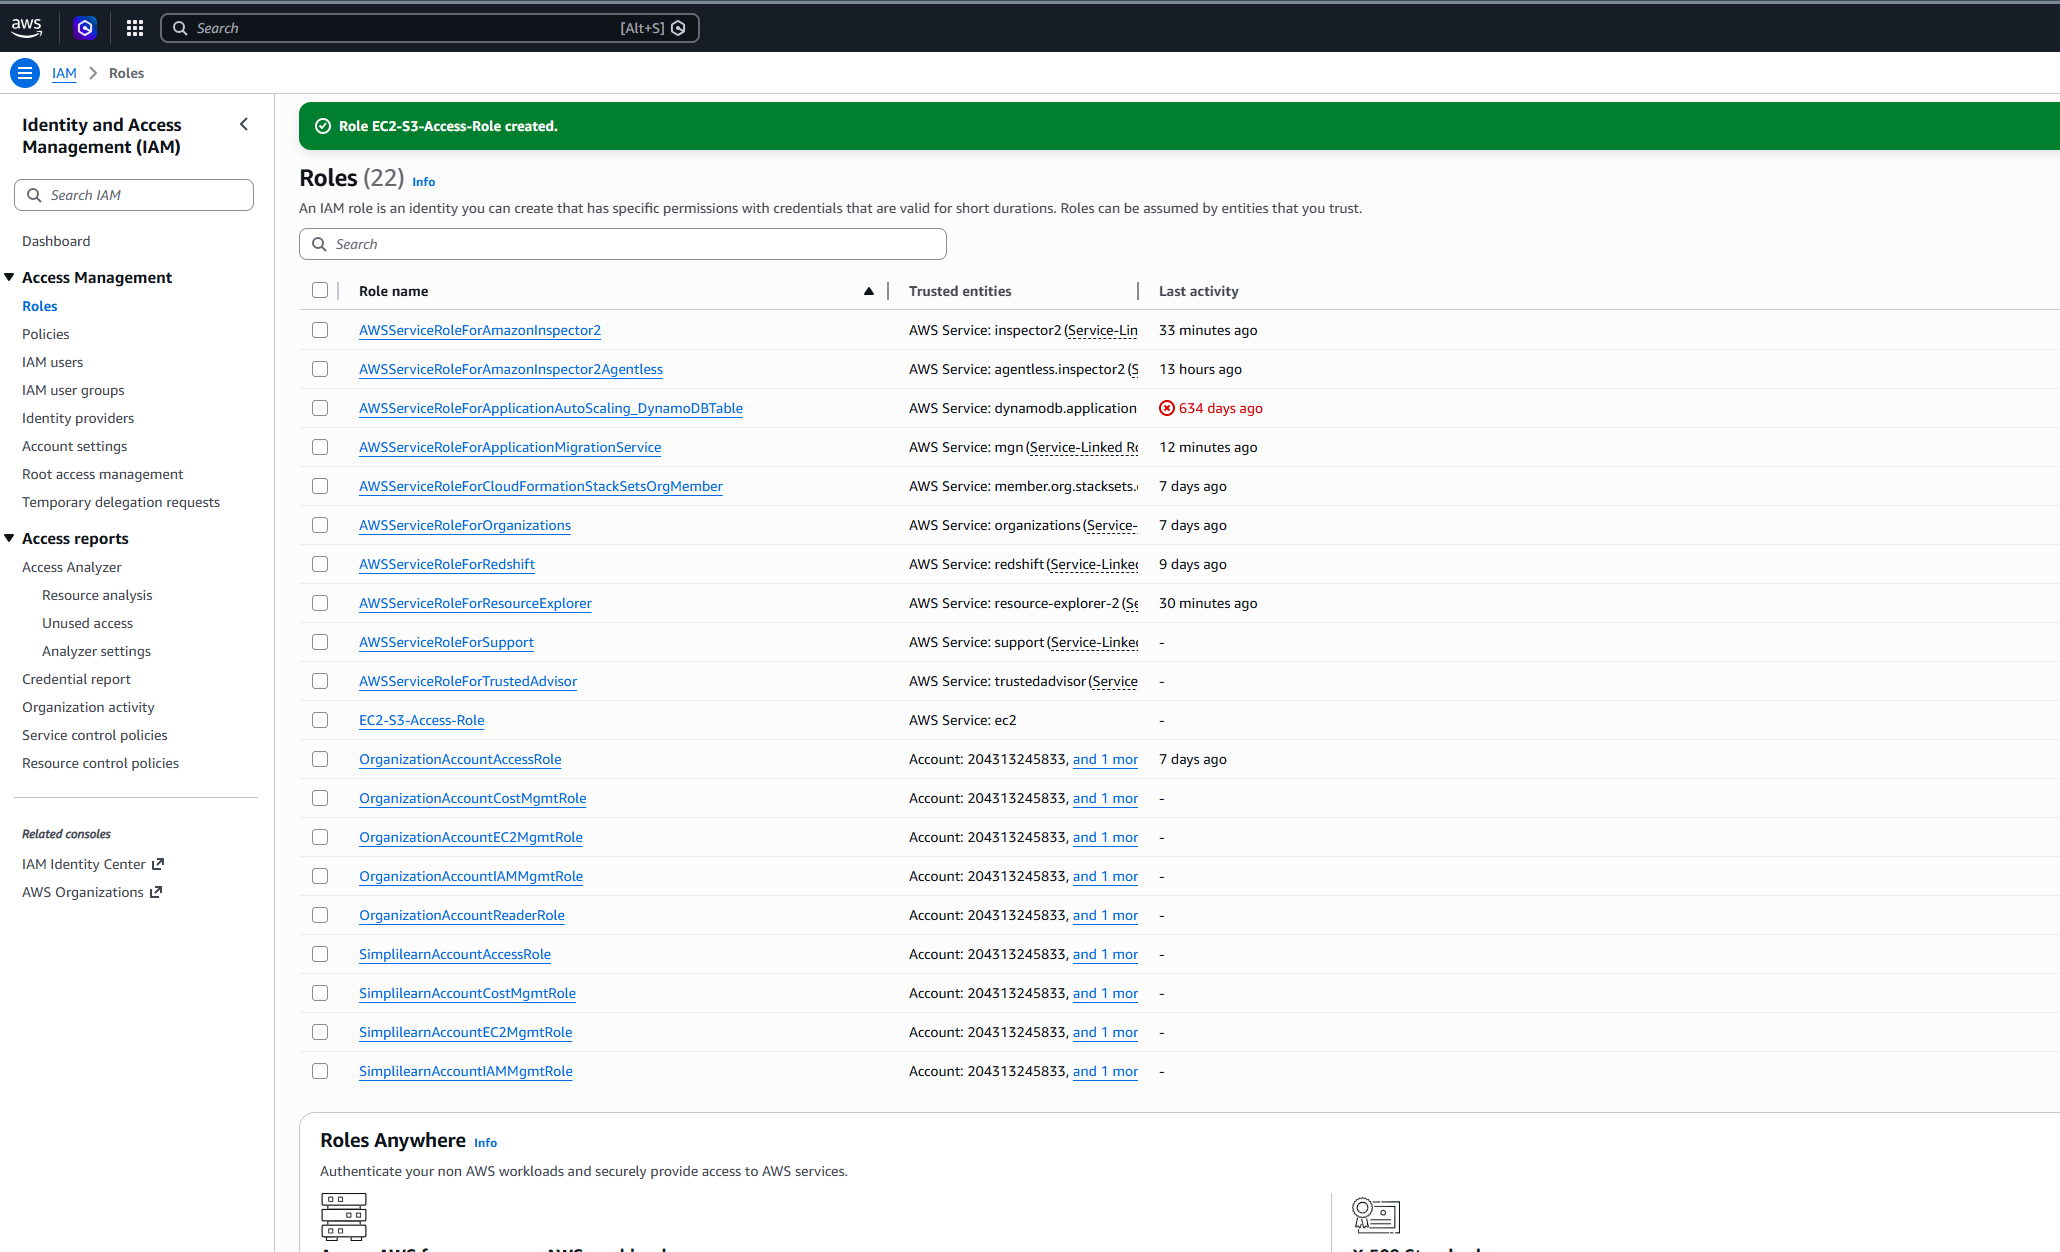 aws Search [Alt+S]
IAM > Roles
Identity and Access
Management (IAM)
Search IAM
Dashboard
Access Management
Roles
Policies
IAM users
IAM user groups
Identity providers
Account settings
Root access management
Temporary delegation requests
Access reports
Access Analyzer
Resource analysis
Unused access
Analyzer settings
Credential report
Organization activity
Service control policies
Resource control policies
Related consoles
IAM Identity Center
AWS Organizations
Role EC2-S3-Access-Role created.
Roles (22) Info
An IAM role is an identity you can create that has specific permissions with credentials that are valid for short durations. Roles can be assumed by entities that you trust.
Search
Role name Trusted entities Last activity
AWSServiceRoleForAmazonInspector2 AWS Service: inspector2 (Service-Lin 33 minutes ago
AWSServiceRoleForAmazonInspector2Agentless AWS Service: agentless.inspector2 (S 13 hours ago
AWSServiceRoleForApplicationAutoScaling_DynamoDBTable AWS Service: dynamodb.application 634 days ago
AWSServiceRoleForApplicationMigrationService AWS Service: mgn (Service-Linked Ro 12 minutes ago
AWSServiceRoleForCloudFormationStackSetsOrgMember AWS Service: member.org.stacksets. 7 days ago
AWSServiceRoleForOrganizations AWS Service: organizations (Service- 7 days ago
AWSServiceRoleForRedshift AWS Service: redshift (Service-Linked 9 days ago
AWSServiceRoleForResourceExplorer AWS Service: resource-explorer-2 (Se 30 minutes ago
AWSServiceRoleForSupport AWS Service: support (Service-Linked -
AWSServiceRoleForTrustedAdvisor AWS Service: trustedadvisor (Service -
EC2-S3-Access-Role AWS Service: ec2 -
OrganizationAccountAccessRole Account: 204313245833, and 1 mor 7 days ago
OrganizationAccountCostMgmtRole Account: 204313245833, and 1 mor -
OrganizationAccountEC2MgmtRole Account: 204313245833, and 1 mor -
OrganizationAccountIAMMgmtRole Account: 204313245833, and 1 mor -
OrganizationAccountReaderRole Account: 204313245833, and 1 mor -
SimplilearnAccountAccessRole Account: 204313245833, and 1 mor -
SimplilearnAccountCostMgmtRole Account: 204313245833, and 1 mor -
SimplilearnAccountEC2MgmtRole Account: 204313245833, and 1 mor -
SimplilearnAccountIAMMgmtRole Account: 204313245833, and 1 mor -
Roles Anywhere Info
Authenticate your non AWS workloads and securely provide access to AWS services.